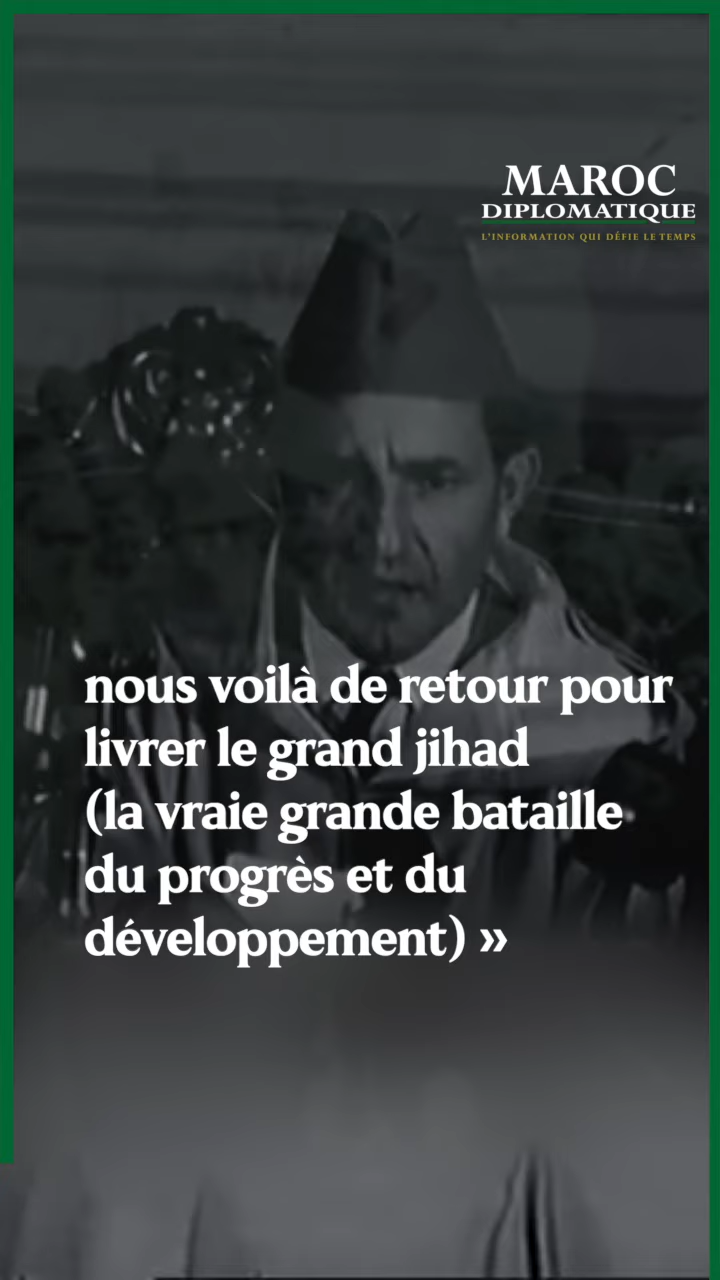 MAROC
DIPLOMATIQUE
L'INFORMATION QUI DÉFIE LE TEMPS
nous voilà de retour pour
livrer le grand jihad
(la vraie grande bataille
du progrès et du
développement) »